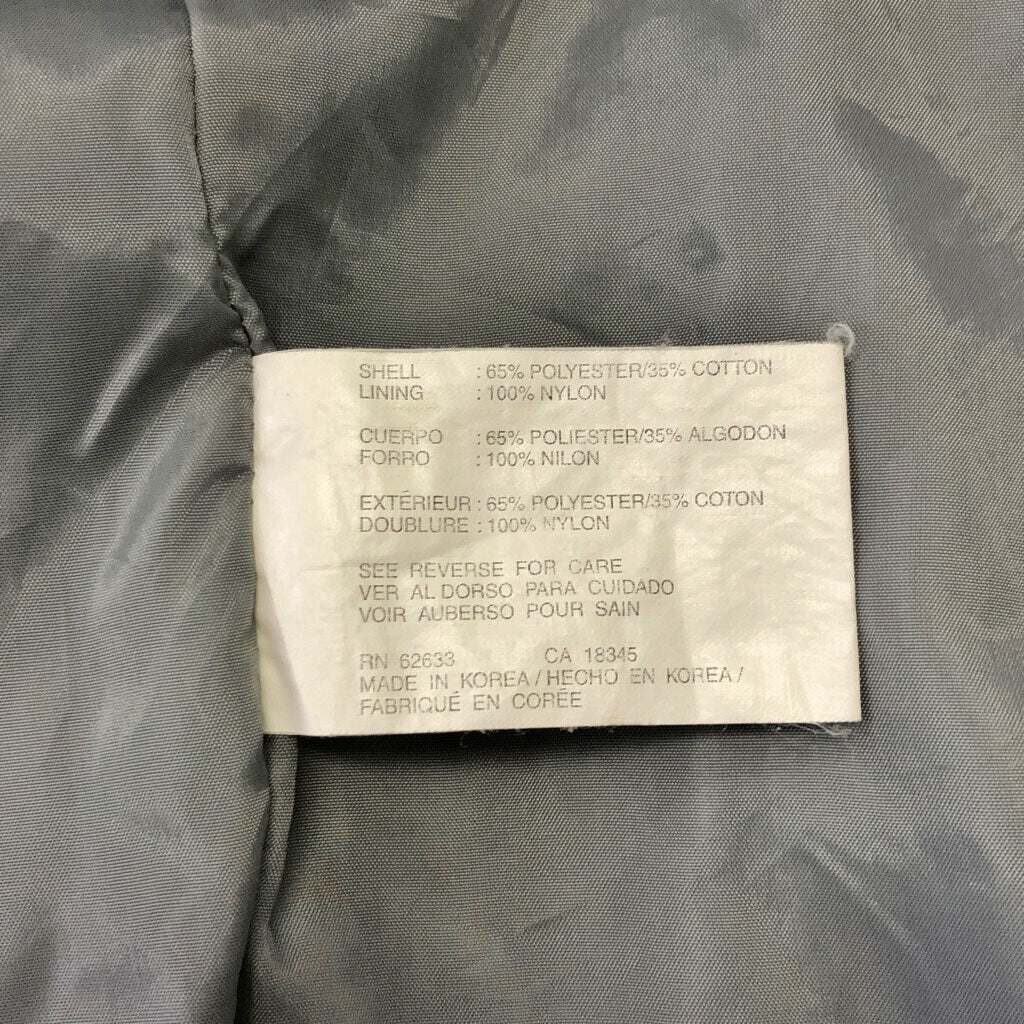 SHELL : 65% POLYESTER/35% COTTON
LINING : 100% NYLON
CUERPO : 65% POLIESTER/35% ALGODON
FORRO : 100% NILON
EXTÉRIEUR : 65% POLYESTER/35% COTON
DOUBLURE : 100% NYLON
SEE REVERSE FOR CARE
VER AL DORSO PARA CUIDADO
VOIR AUBERSO POUR SAIN
RN 62633 CA 18345
MADE IN KOREA / HECHO EN KOREA /
FABRIQUÉ EN CORÉE